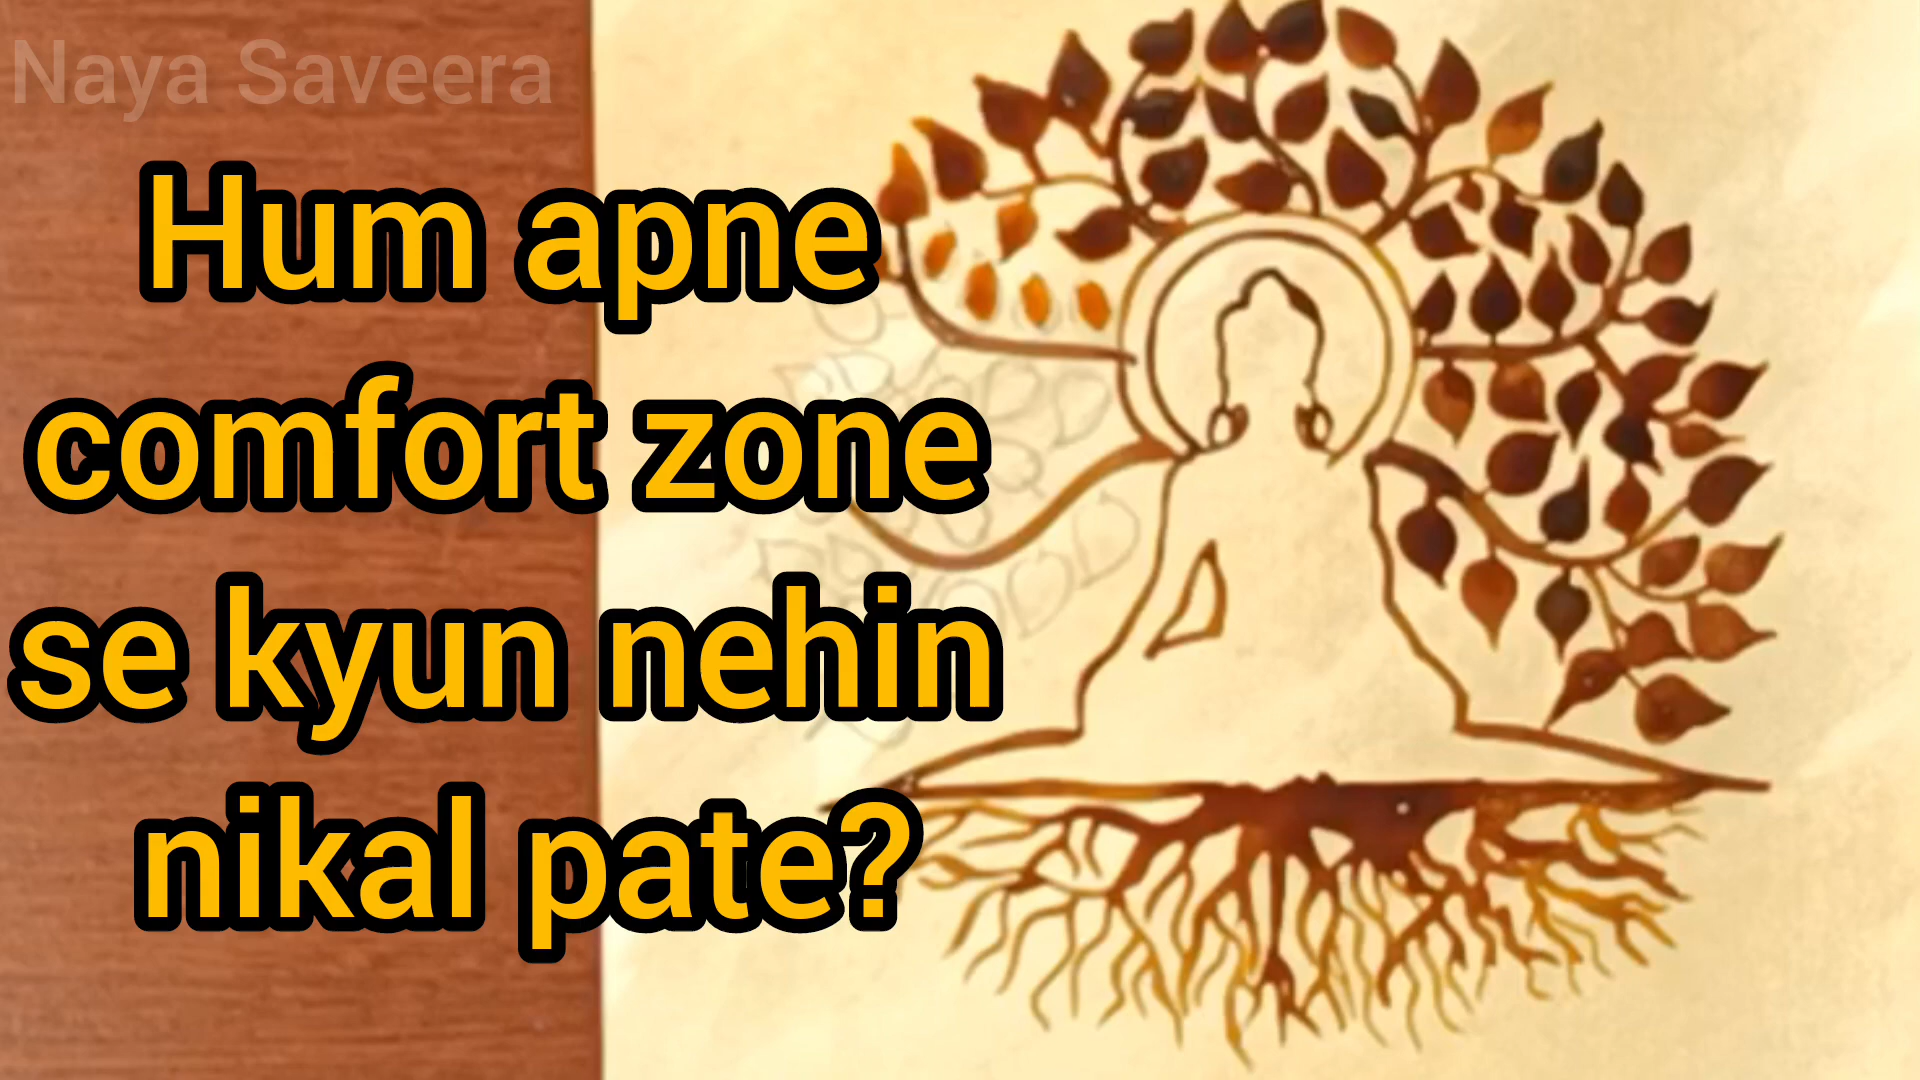 Naya Saveera
Hum apne
comfort zone
se kyun nehin
nikal pate?